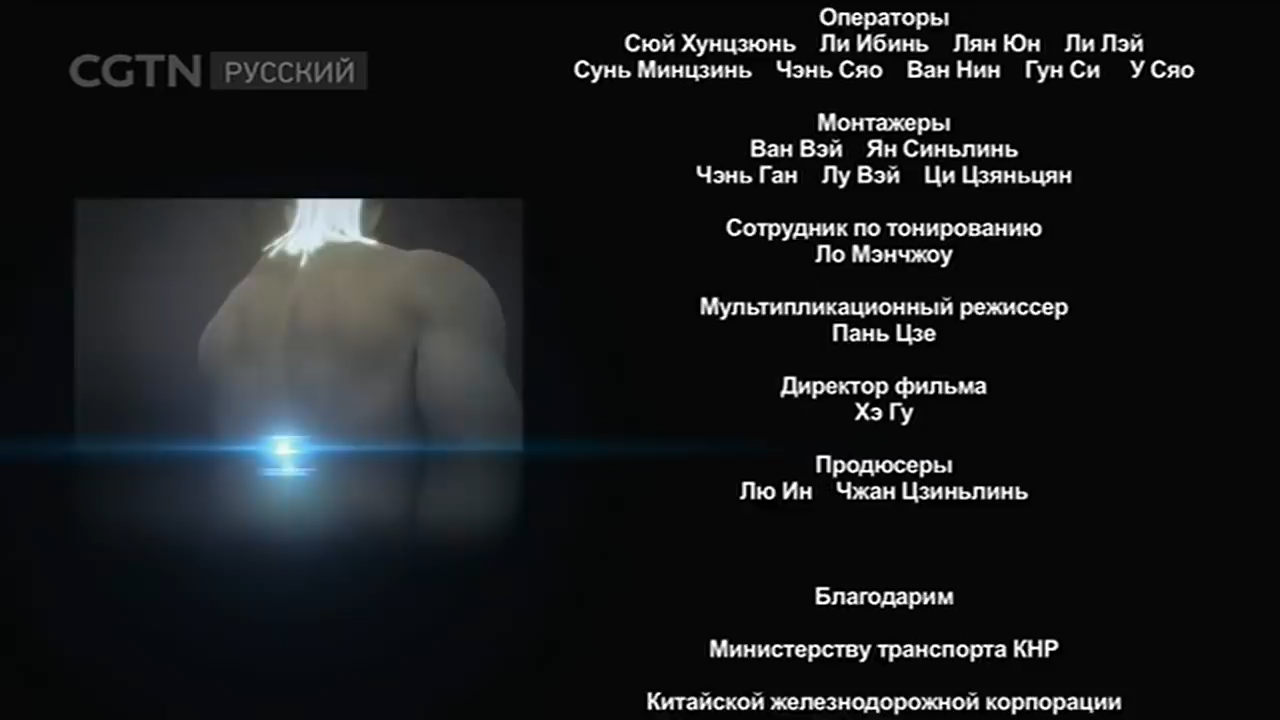 CGTN РУССКИЙ
Операторы
Сюй Хунцзюнь Ли Ибинь Лян Юн Ли Лэй
Сунь Минцзинь Чэнь Сяо Ван Нин Гун Си У Сяо
Монтажеры
Ван Вэй Ян Синьлинь
Чэнь Ган Лу Вэй Ци Цзяньцян
Сотрудник по тонированию
Ло Мэнчжоу
Мультипликационный режиссер
Пань Цзе
Директор фильма
Хэ Гу
Продюсеры
Лю Ин Чжан Цзиньлинь
Благодарим
Министерству транспорта КНР
Китайской железнодорожной корпорации